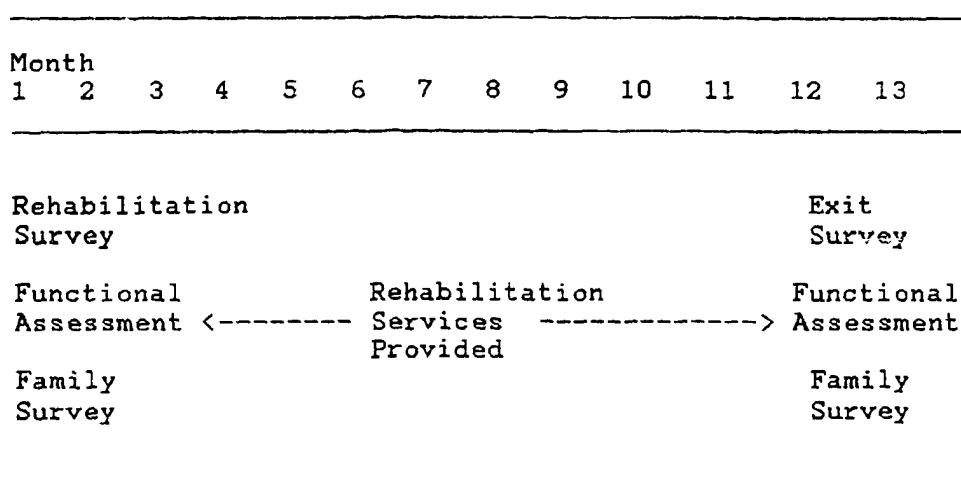 Month
1 2 3 4 5 6 7 8 9 10 11 12 13
Rehabilitation Exit
Survey Survey
Functional Rehabilitation Functional
Assessment <-------- Services -------------> Assessment
Provided
Family Family
Survey Survey